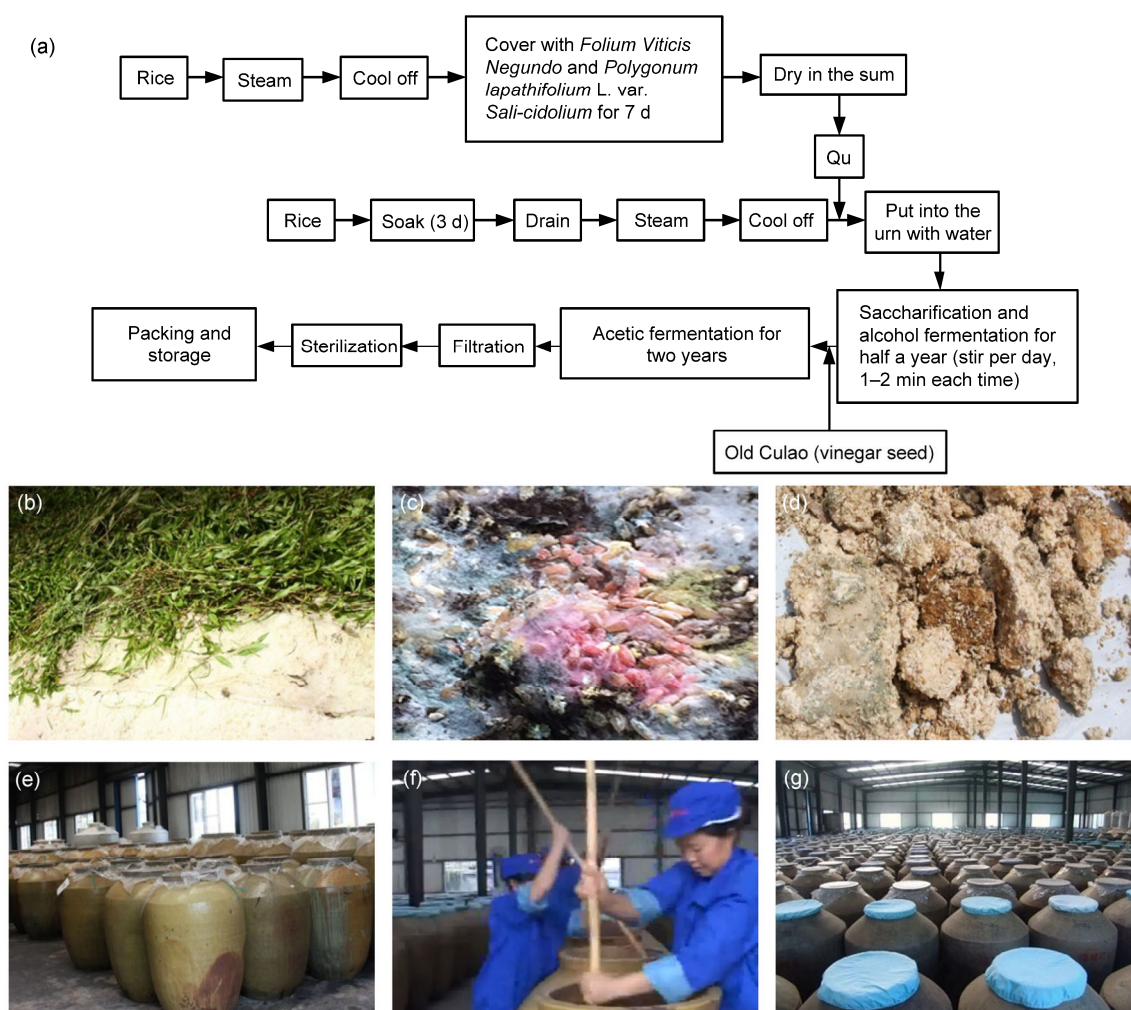 (a)
Rice
Steam
Cool off
Cover with Folium Viticis
Negundo and Polygonum
lapathifolium L. var.
Sali-cidolium for 7 d
Dry in the sum
Qu
Rice
Soak (3 d)
Drain
Steam
Cool off
Put into the
urn with water
Saccharification and
alcohol fermentation for
half a year (stir per day,
1–2 min each time)
Old Culao (vinegar seed)
Acetic fermentation for
two years
Filtration
Sterilization
Packing and
storage
(b)
(c)
(d)
(e)
(f)
(g)